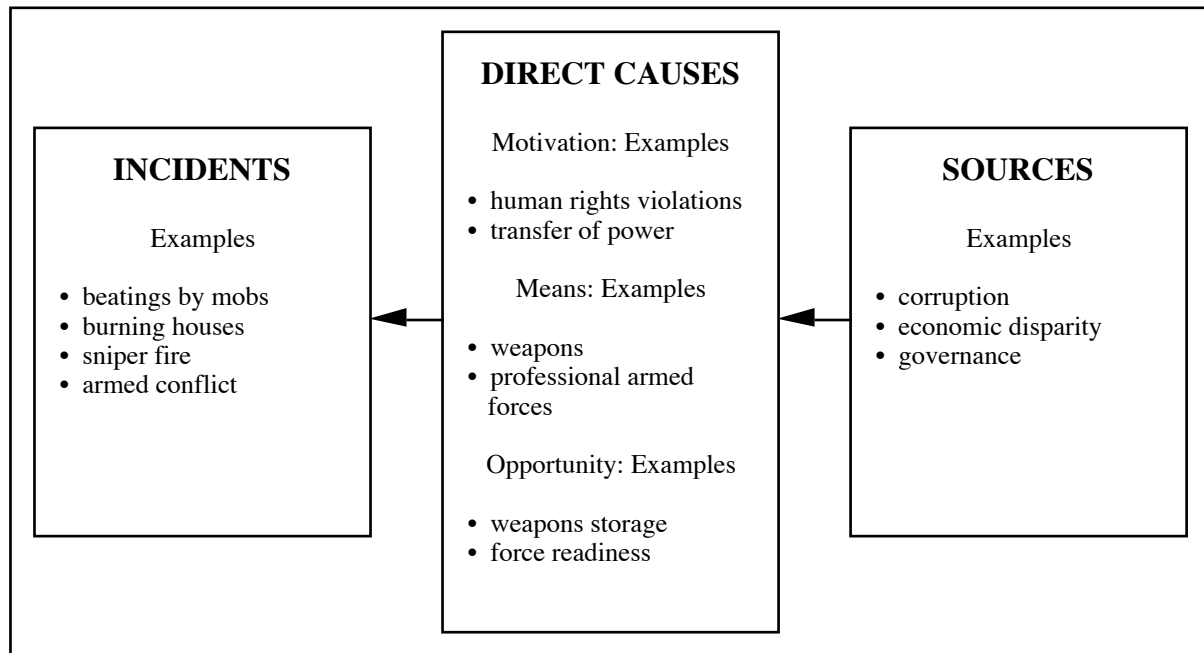 INCIDENTS
Examples
• beatings by mobs
• burning houses
• sniper fire
• armed conflict
DIRECT CAUSES
Motivation: Examples
• human rights violations
• transfer of power
Means: Examples
• weapons
• professional armed
forces
Opportunity: Examples
• weapons storage
• force readiness
SOURCES
Examples
• corruption
• economic disparity
• governance